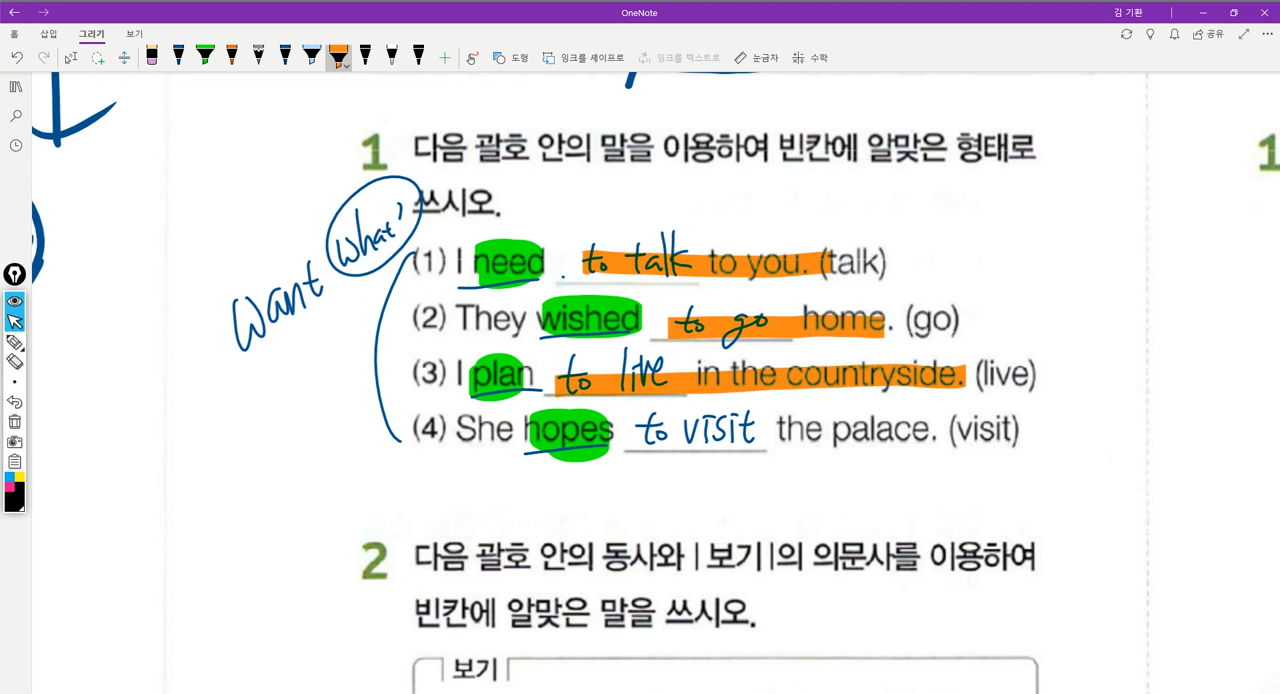 OneNote
김 기환
홈 삽입 그리기 보기
공유
도형 잉크를 셰이프로 잉크를 텍스트로 눈금자 수학
1 다음 괄호 안의 말을 이용하여 빈칸에 알맞은 형태로
쓰시오.
1
Want what?
(1) I need to talk to you. (talk)
(2) They wished to go home. (go)
(3) I plan to live in the countryside. (live)
(4) She hopes to visit the palace. (visit)
2 다음 괄호 안의 동사와 |보기|의 의문사를 이용하여
빈칸에 알맞은 말을 쓰시오.
보기